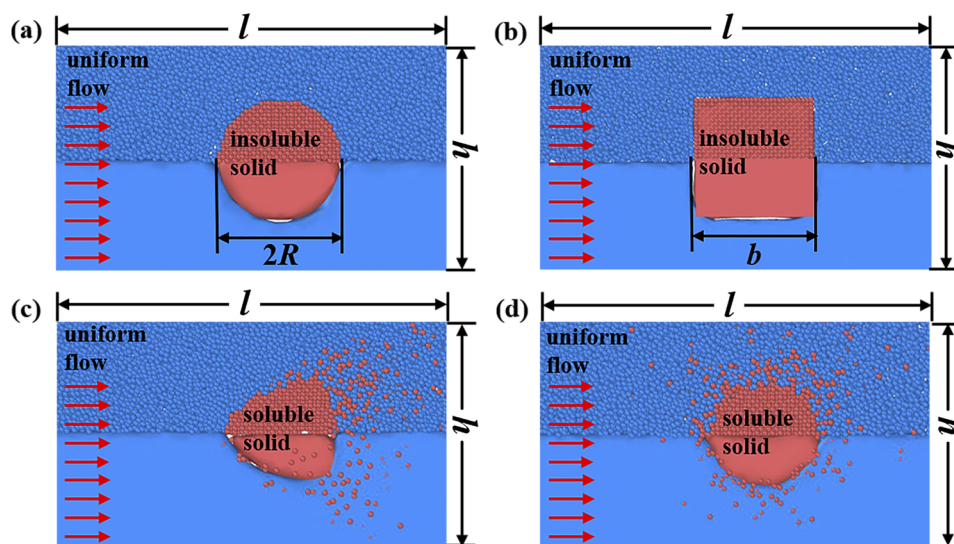 (a)
l
uniform
flow
insoluble
solid
h
2R
(b)
l
uniform
flow
insoluble
solid
h
b
(c)
l
uniform
flow
soluble
solid
h
(d)
l
uniform
flow
soluble
solid
h